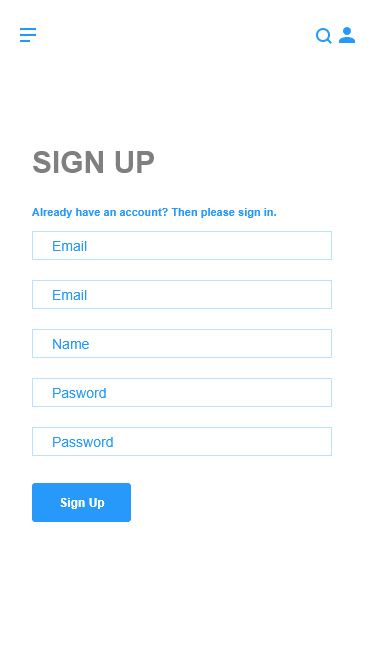 SIGN UP
Already have an account? Then please sign in.
Email
Email
Name
Pasword
Password
Sign Up